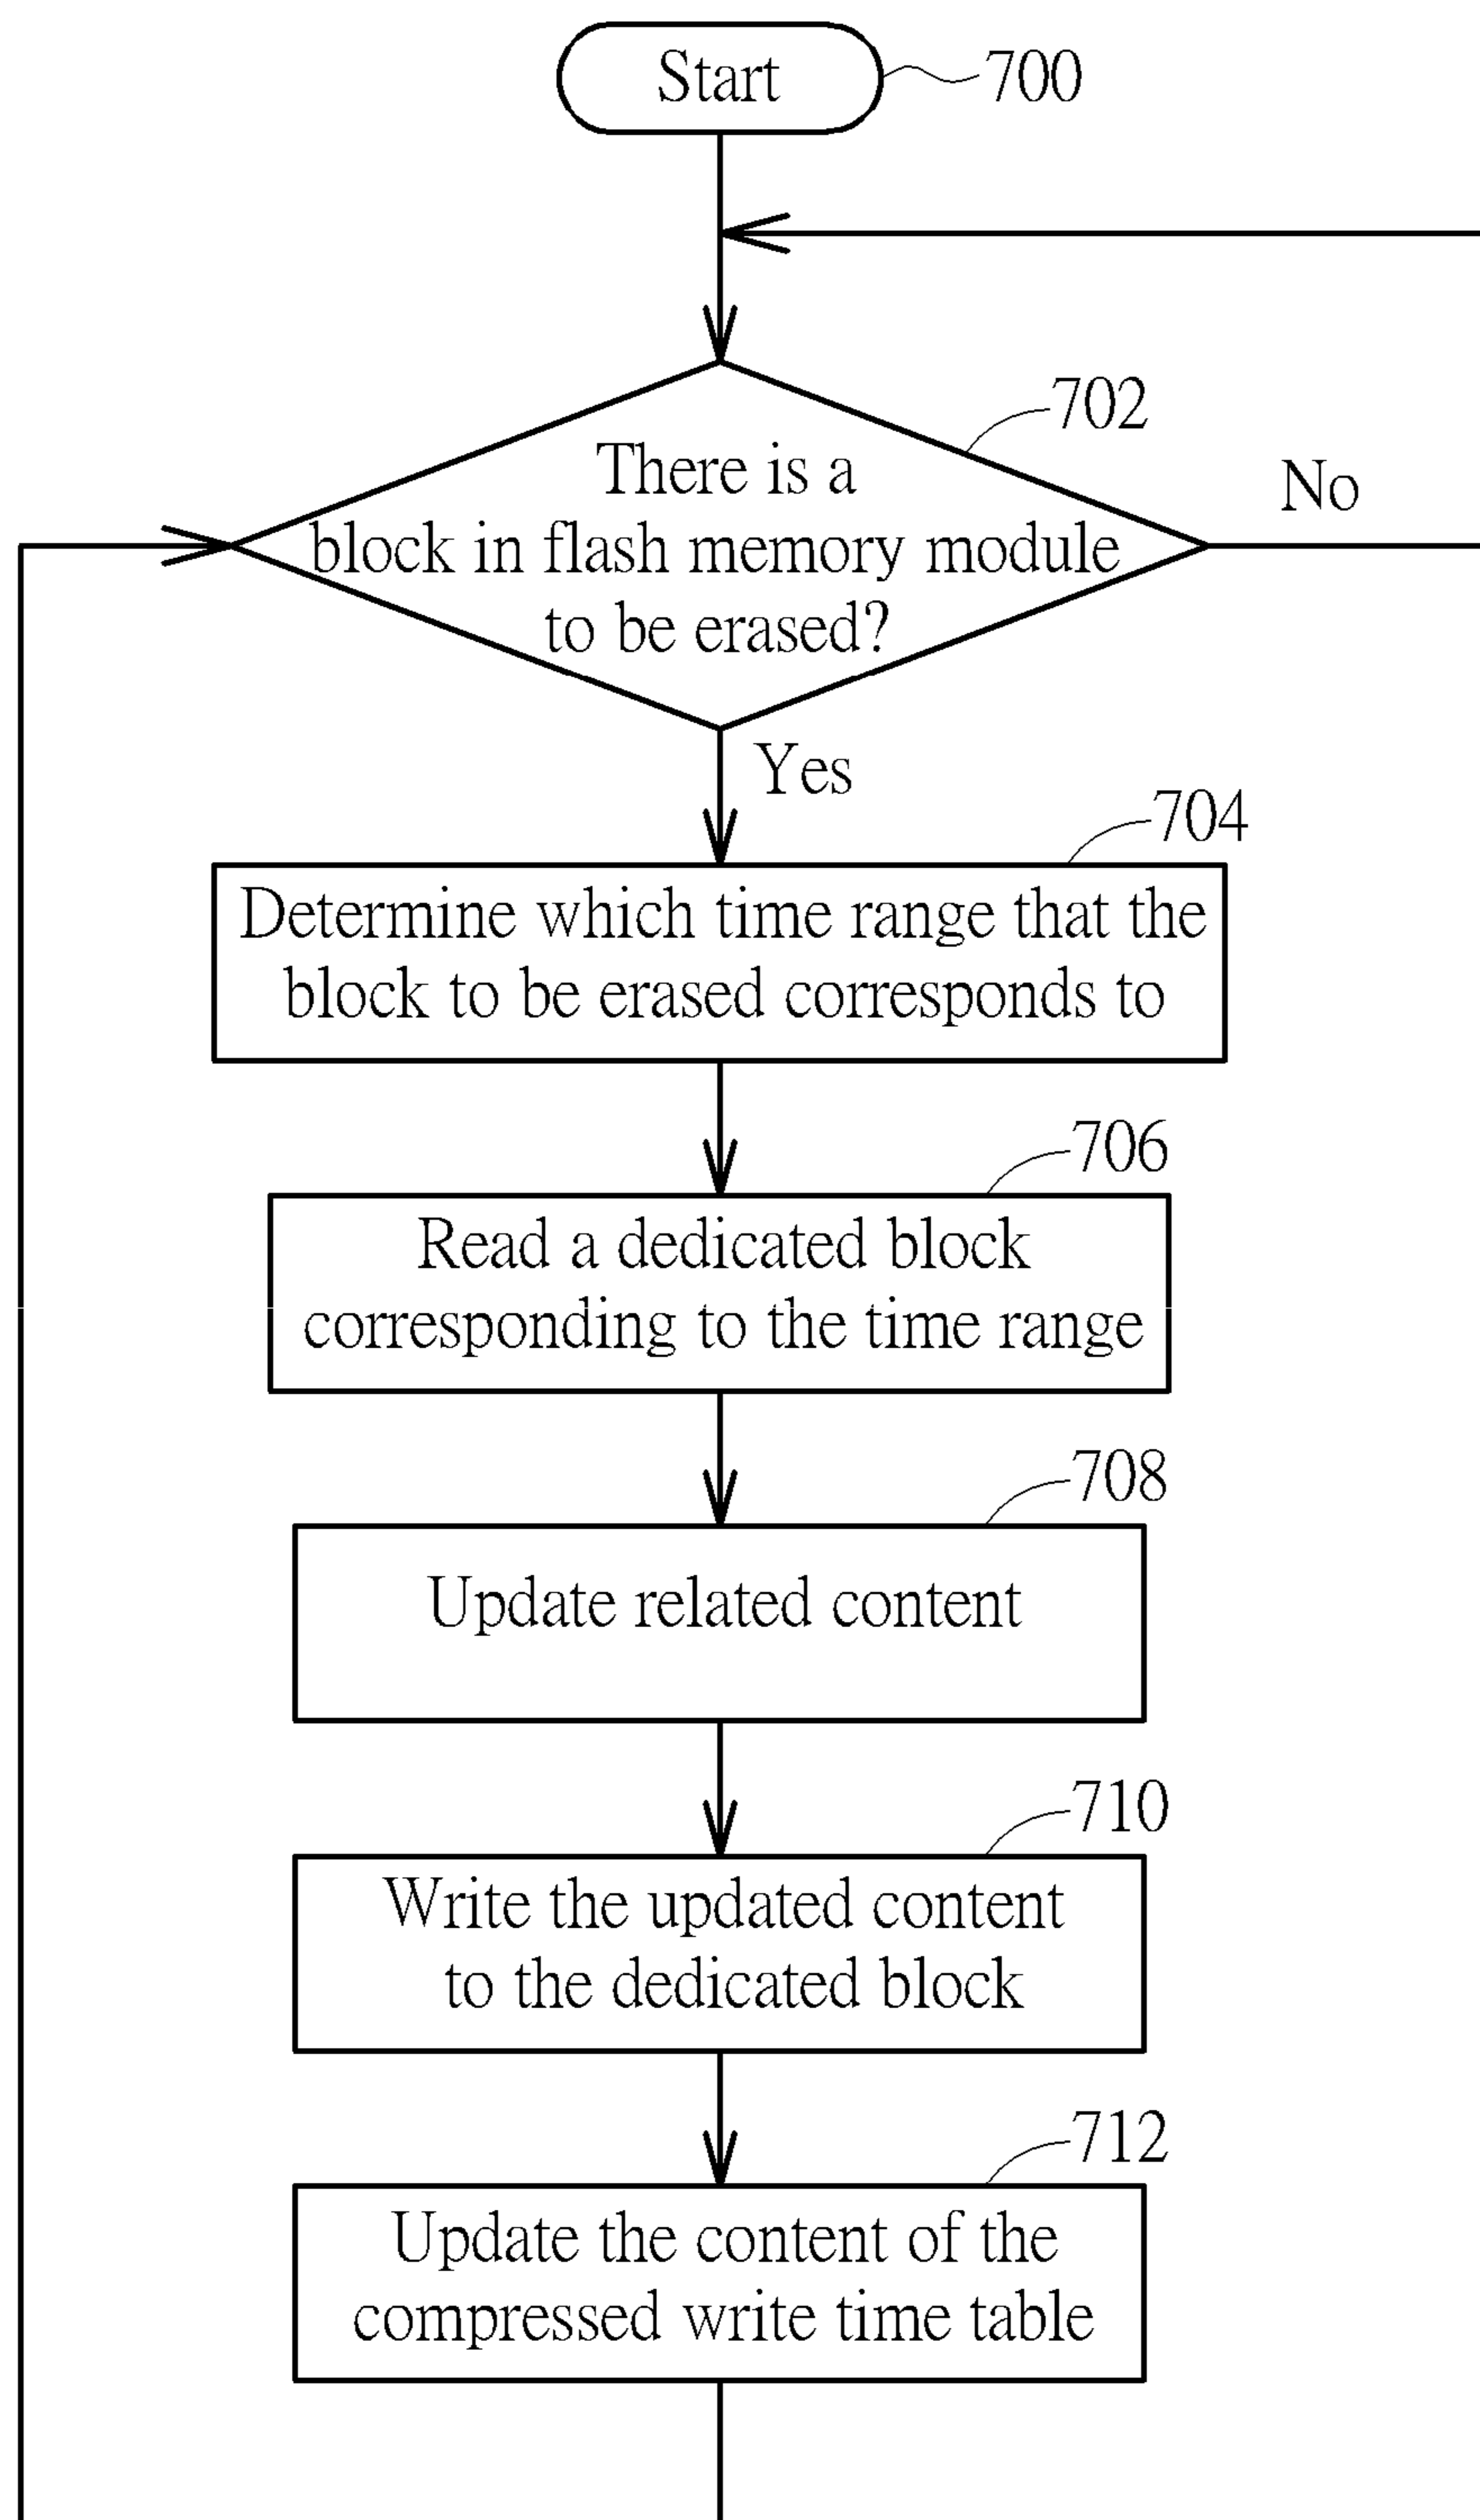 Start
700
702
There is a
block in flash memory module
to be erased?
No
Yes
704
Determine which time range that the
block to be erased corresponds to
706
Read a dedicated block
corresponding to the time range
708
Update related content
710
Write the updated content
to the dedicated block
712
Update the content of the
compressed write time table